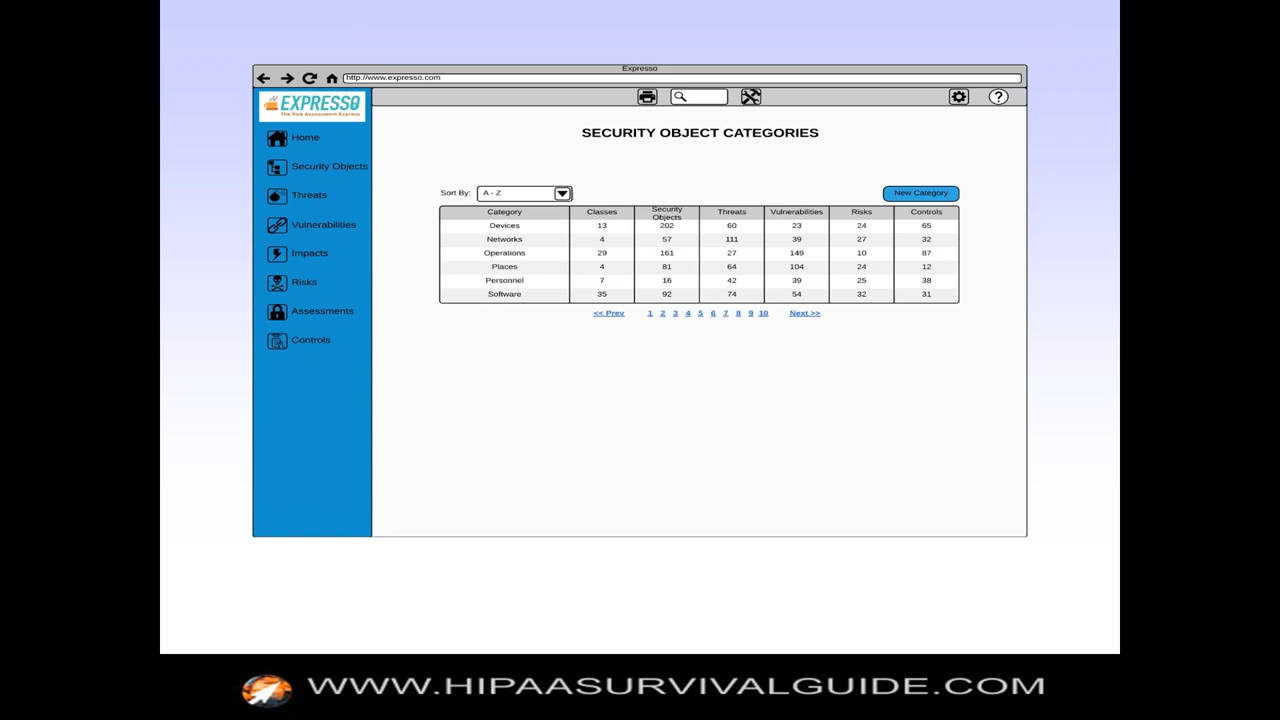 Expresso
http://www.expresso.com
EXPRESSO
The Risk Assessment Express
?
Home
Security Objects
Threats
Vulnerabilities
Impacts
Risks
Assessments
Controls
SECURITY OBJECT CATEGORIES
Sort By: A - Z New Category
Category Classes Security Objects Threats Vulnerabilities Risks Controls
Devices 13 202 60 23 24 65
Networks 4 57 111 39 27 32
Operations 29 161 27 149 10 87
Places 4 81 64 104 24 12
Personnel 7 16 42 39 25 38
Software 35 92 74 54 32 31
<< Prev 1 2 3 4 5 6 7 8 9 10 Next >>
WWW.HIPAASURVIVALGUIDE.COM